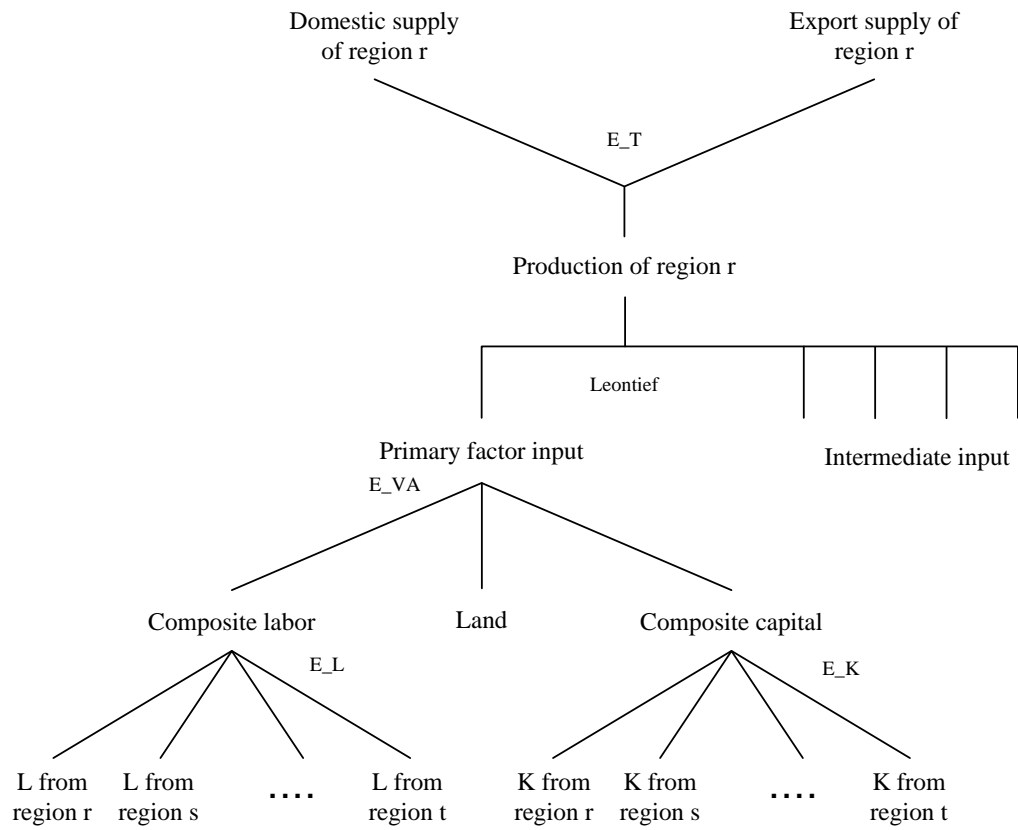 Domestic supply
of region r
Export supply of
region r
E_T
Production of region r
Leontief
Primary factor input
Intermediate input
E_VA
Composite labor
Land
Composite capital
E_L
E_K
L from
region r
L from
region s
....
L from
region t
K from
region r
K from
region s
....
K from
region t